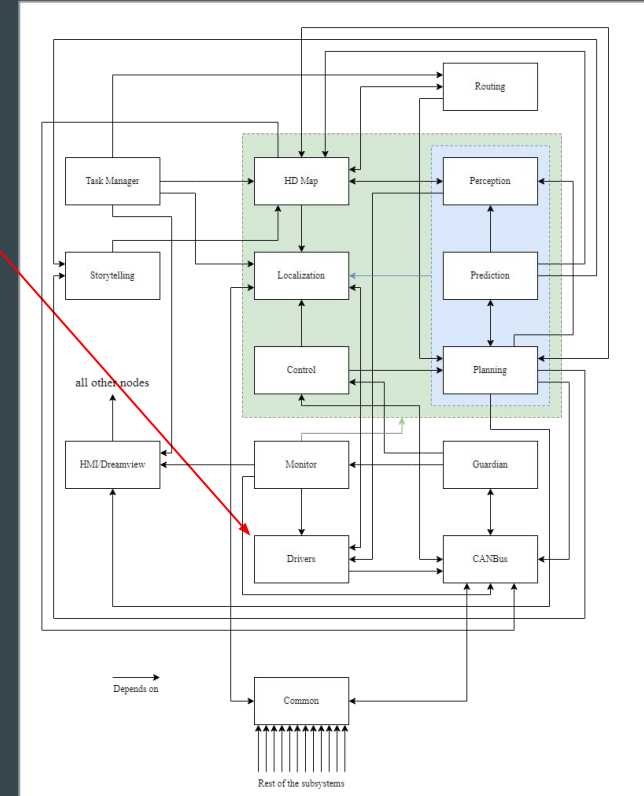 Routing
Task Manager
HD Map
Perception
Storytelling
Localization
Prediction
Control
Planning
all other nodes
HMI/Dreamview
Monitor
Guardian
Drivers
CANBus
Depends on
Common
Rest of the subsystems